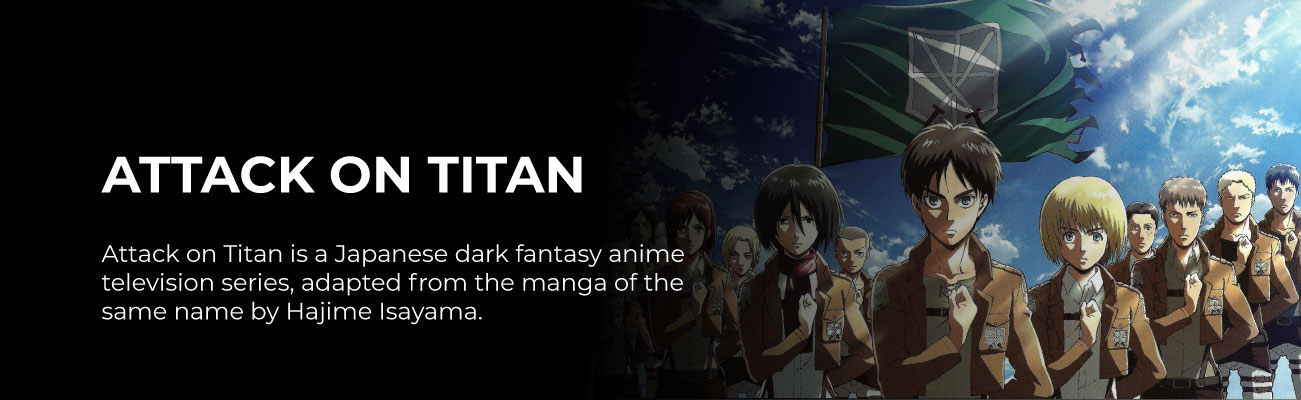 ATTACK ON TITAN
Attack on Titan is a Japanese dark fantasy anime
television series, adapted from the manga of the
same name by Hajime Isayama.